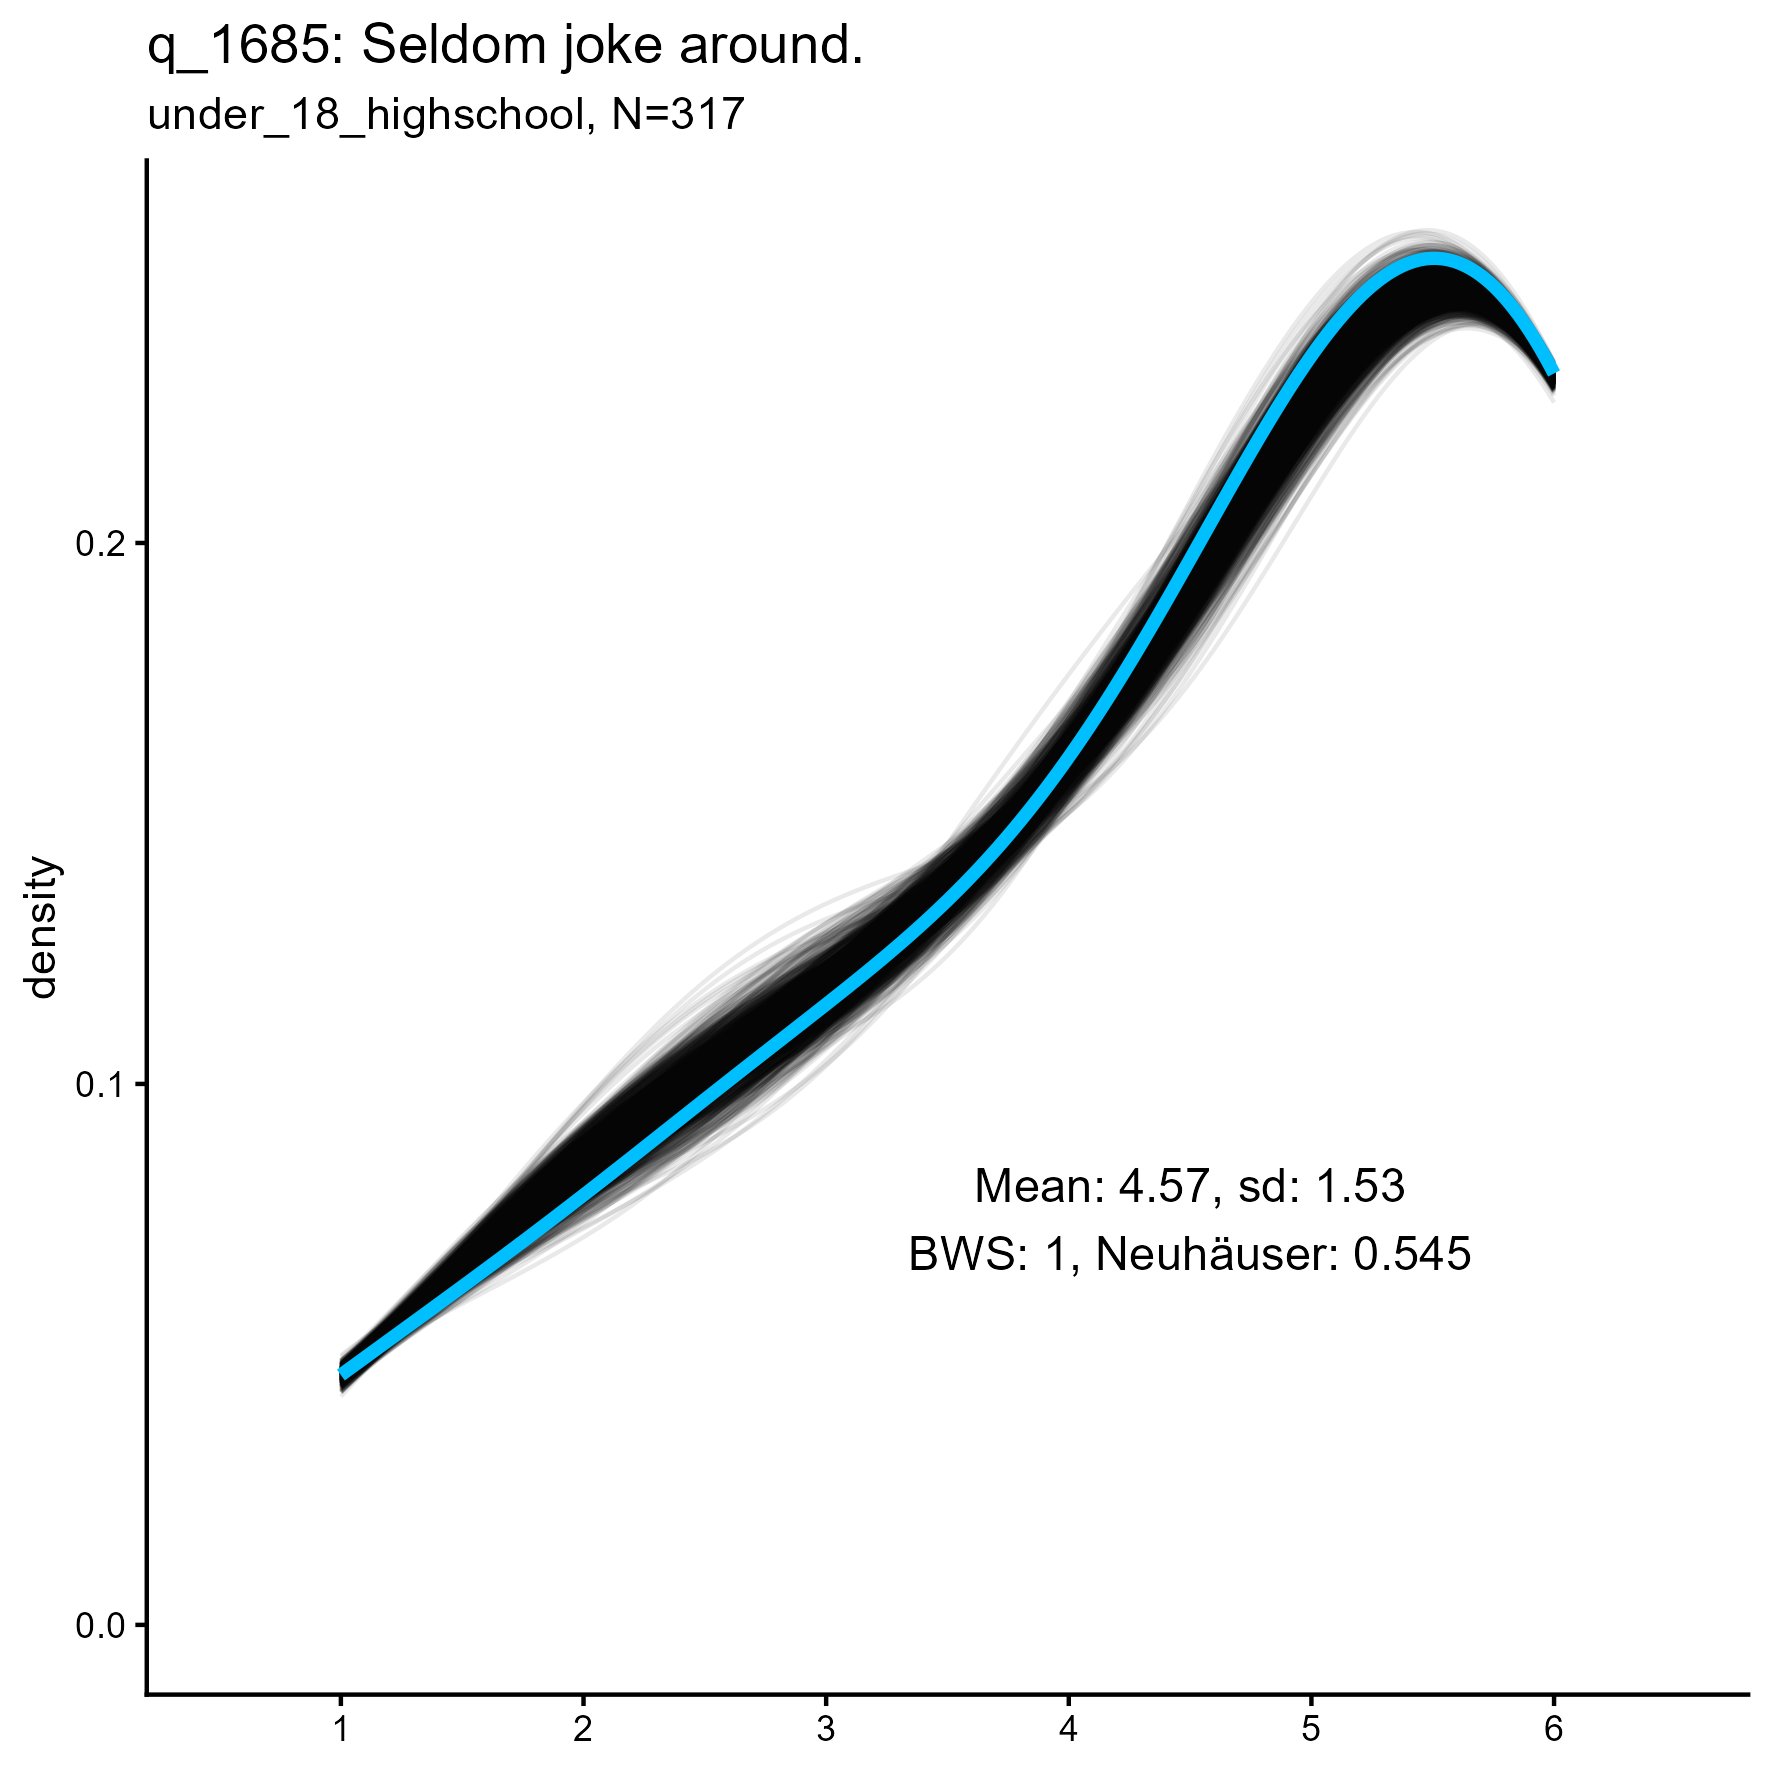 q_1685: Seldom joke around.
under_18_highschool, N=317
density
0.2
0.1
0.0
Mean: 4.57, sd: 1.53
BWS: 1, Neuhäuser: 0.545
1 2 3 4 5 6